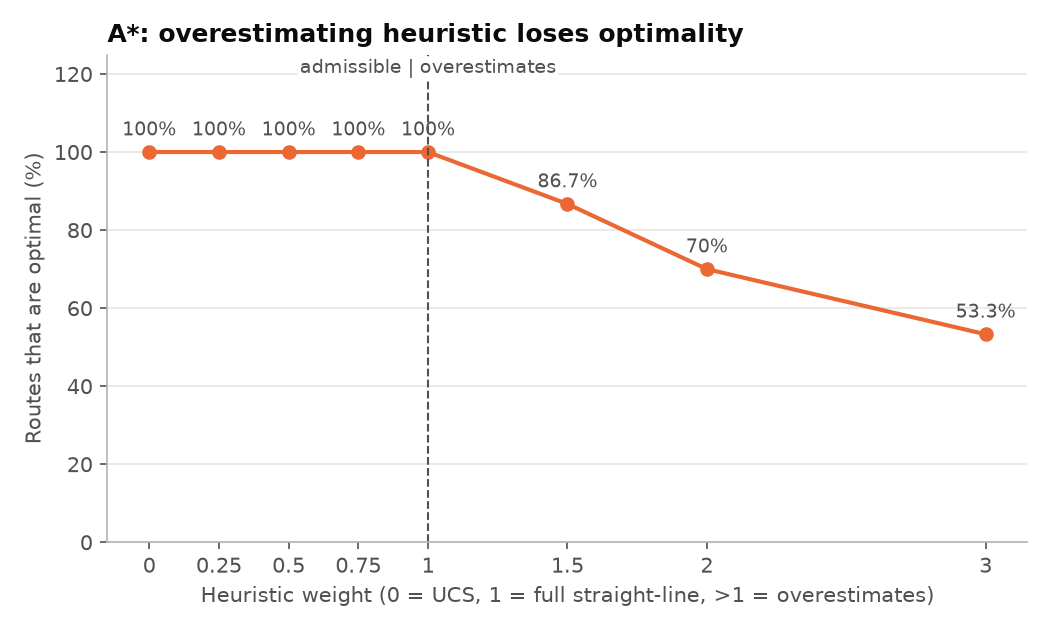 A*: overestimating heuristic loses optimality
admissible | overestimates
120
100
80
60
40
20
0
Routes that are optimal (%)
100% 100% 100% 100% 100%
86.7%
70%
53.3%
0 0.25 0.5 0.75 1 1.5 2 3
Heuristic weight (0 = UCS, 1 = full straight-line, >1 = overestimates)